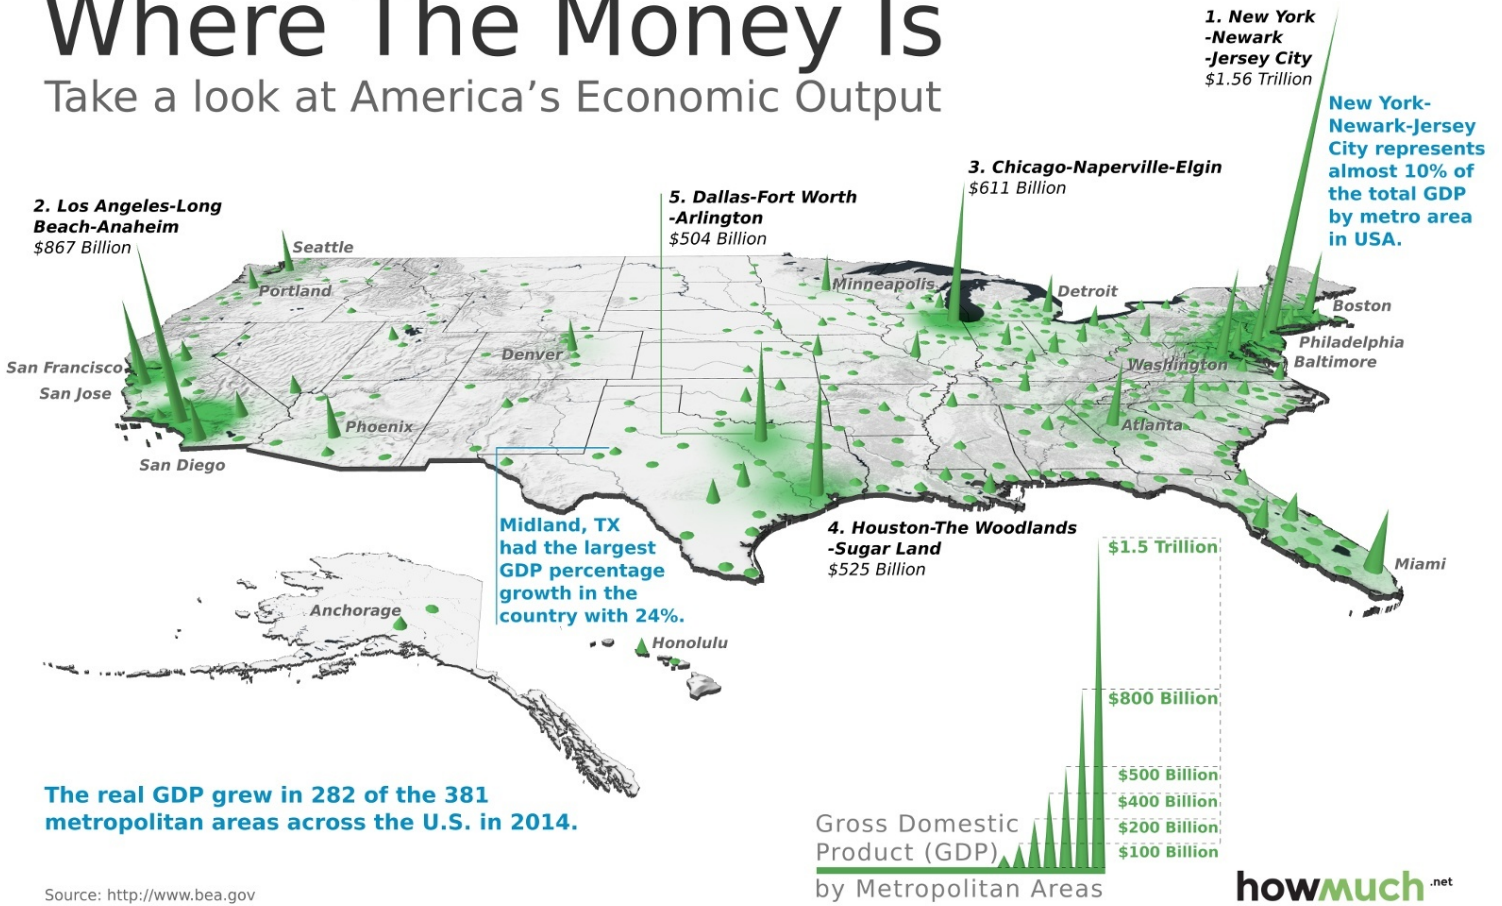 Where The Money Is
Take a look at America's Economic Output
1. New York
-Newark
-Jersey City
$1.56 Trillion
New York-
Newark-Jersey
City represents
almost 10% of
the total GDP
by metro area
in USA.
3. Chicago-Naperville-Elgin
$611 Billion
5. Dallas-Fort Worth
-Arlington
$504 Billion
2. Los Angeles-Long
Beach-Anaheim
$867 Billion
Seattle
Portland
Minneapolis
Detroit
Boston
Philadelphia
Baltimore
Washington
Denver
San Francisco
San Jose
Phoenix
Atlanta
San Diego
Midland, TX
had the largest
GDP percentage
growth in the
country with 24%.
4. Houston-The Woodlands
-Sugar Land
$525 Billion
Miami
Anchorage
Honolulu
$1.5 Trillion
$800 Billion
$500 Billion
$400 Billion
$200 Billion
$100 Billion
Gross Domestic
Product (GDP)
by Metropolitan Areas
The real GDP grew in 282 of the 381
metropolitan areas across the U.S. in 2014.
Source: http://www.bea.gov
howmuch.net